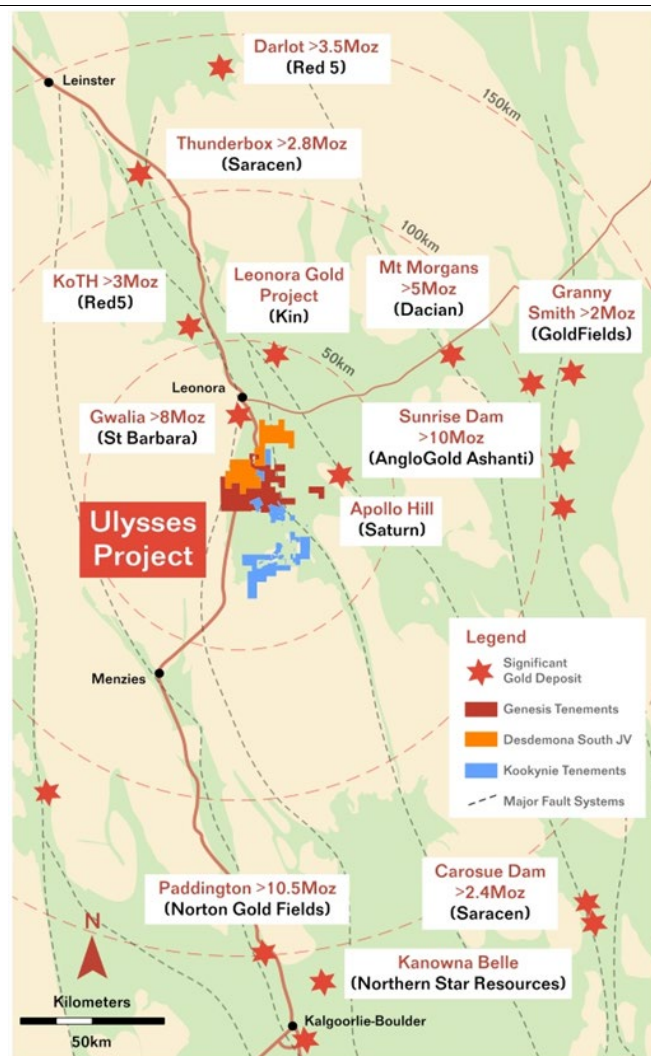 Darlot >3.5Moz
(Red 5)
Leinster
150km
Thunderbox >2.8Moz
(Saracen)
100km
KoTH >3Moz
(Red5)
Leonora Gold
Project
(Kin)
Mt Morgans
>5Moz
(Dacian)
Granny
Smith >2Moz
(GoldFields)
50km
Leonora
Gwalia >8Moz
(St Barbara)
Sunrise Dam
>10Moz
(AngloGold Ashanti)
Apollo Hill
(Saturn)
Ulysses
Project
Menzies
Legend
Significant
Gold Deposit
Genesis Tenements
Desdemona South JV
Kookynie Tenements
Major Fault Systems
Paddington >10.5Moz
(Norton Gold Fields)
Carosue Dam
>2.4Moz
(Saracen)
N
Kanowna Belle
(Northern Star Resources)
Kilometers
50km
Kalgoorlie-Boulder